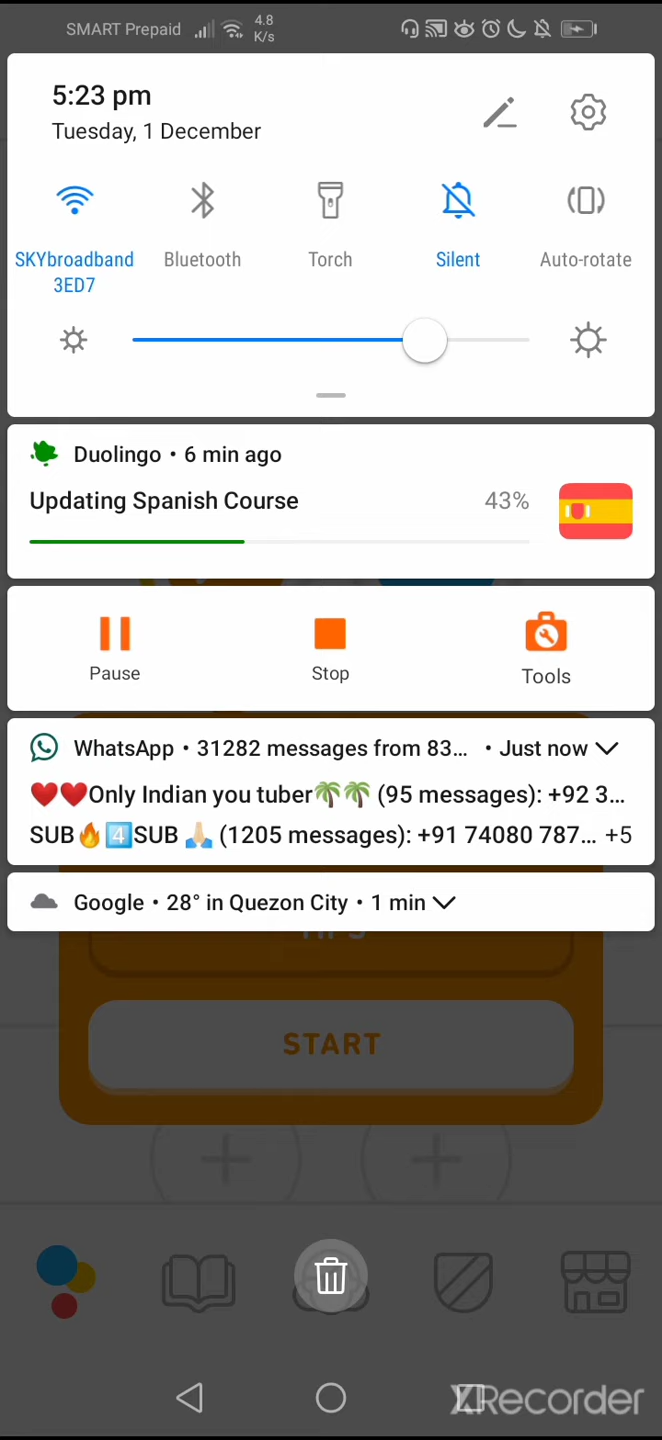 SMART Prepaid 4.8 K/s
5:23 pm
Tuesday, 1 December
SKYbroadband 3ED7
Bluetooth
Torch
Silent
Auto-rotate
Duolingo • 6 min ago
Updating Spanish Course 43%
Pause
Stop
Tools
WhatsApp • 31282 messages from 83... • Just now
❤️❤️Only Indian you tuber🌴🌴 (95 messages): +92 3...
SUB🔥4️⃣SUB 🙏🏻 (1205 messages): +91 74080 787... +5
Google • 28° in Quezon City • 1 min
START
XRecorder